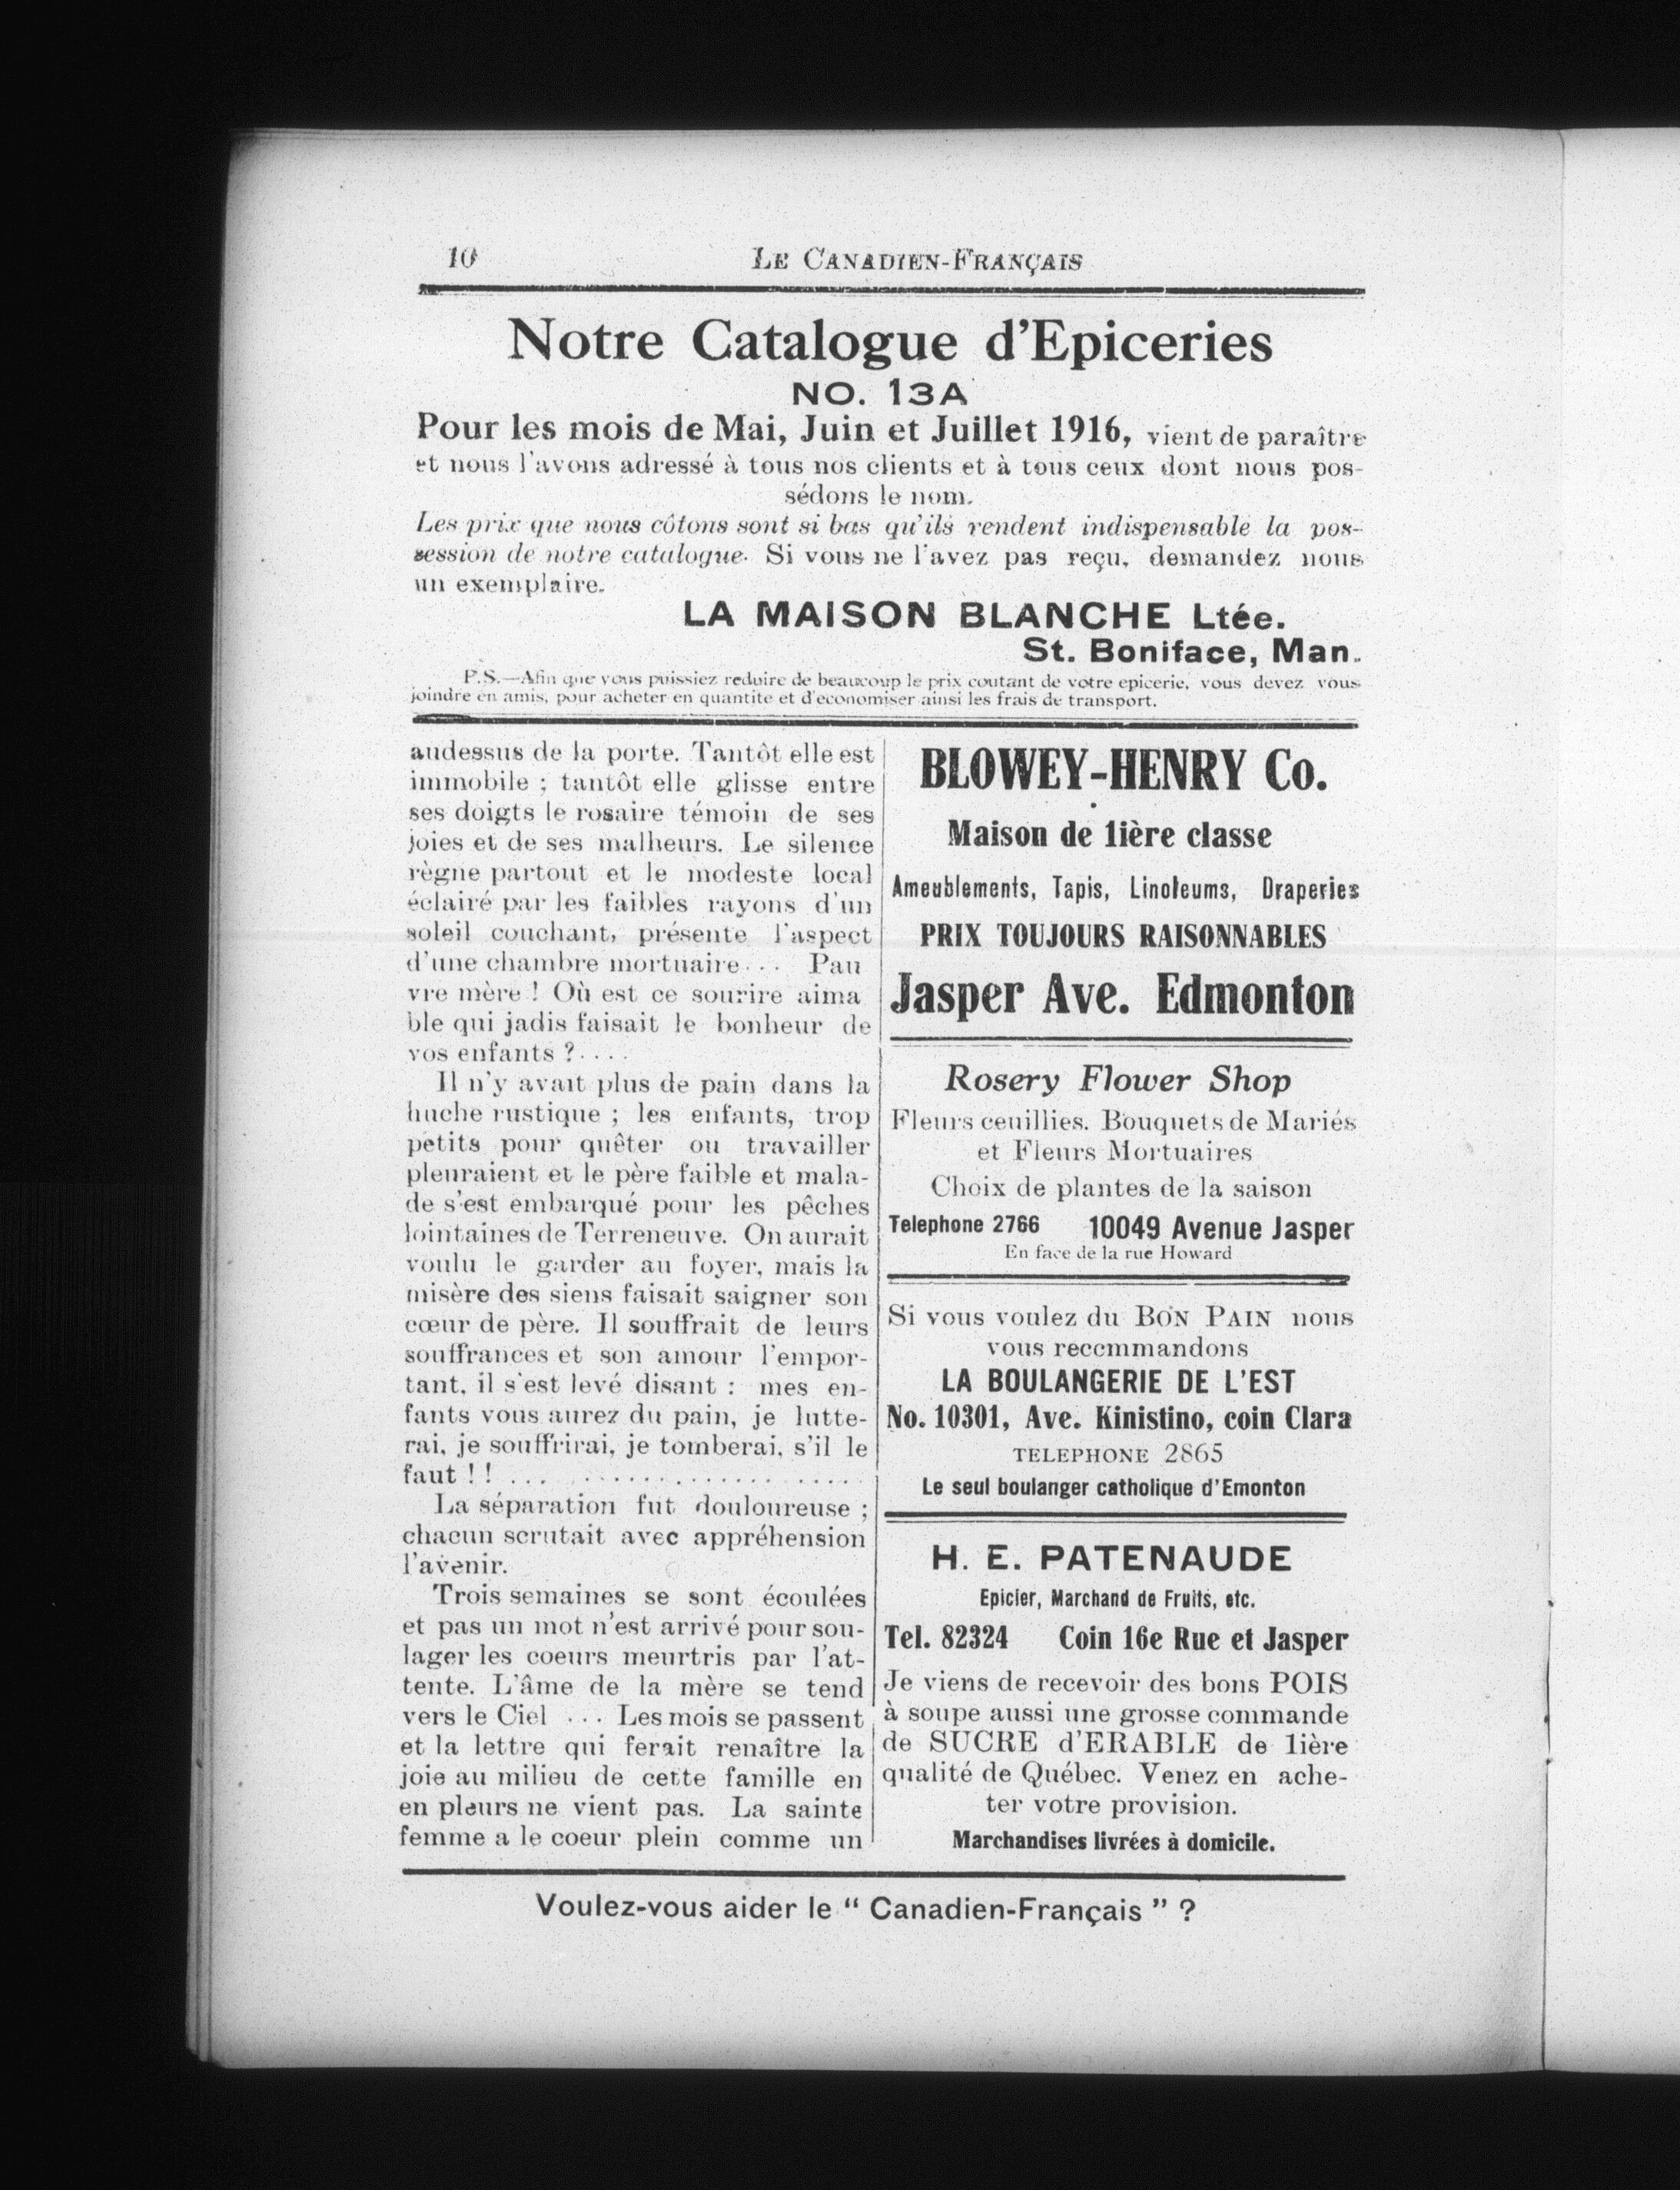 10
LE CANADIEN-FRANÇAIS
Notre Catalogue d'Epiceries
NO. 13A
Pour les mois de Mai, Juin et Juillet 1916, vient de paraître
et nous l'avons adressé à tous nos clients et à tous ceux dont nous pos-
sédons le nom.
Les prix que nous côtons sont si bas qu'ils rendent indispensable la pos-
session de notre catalogue. Si vous ne l'avez pas reçu, demandez nous
un exemplaire.
LA MAISON BLANCHE Ltée.
St. Boniface, Man.
P.S.—Afin que vous puissiez reduire de beaucoup le prix coutant de votre epicerie, vous devez vous
joindre en amis, pour acheter en quantite et d'economiser ainsi les frais de transport.
audessus de la porte. Tantôt elle est
immobile ; tantôt elle glisse entre
ses doigts le rosaire témoin de ses
joies et de ses malheurs. Le silence
règne partout et le modeste local
éclairé par les faibles rayons d'un
soleil couchant, présente l'aspect
d'une chambre mortuaire... Pau
vre mère ! Où est ce sourire aima
ble qui jadis faisait le bonheur de
vos enfants ?....
Il n'y avait plus de pain dans la
huche rustique ; les enfants, trop
petits pour quêter ou travailler
pleuraient et le père faible et mala-
de s'est embarqué pour les pêches
lointaines de Terreneuve. On aurait
voulu le garder au foyer, mais la
misère des siens faisait saigner son
cœur de père. Il souffrait de leurs
souffrances et son amour l'empor-
tant, il s'est levé disant : mes en-
fants vous aurez du pain, je lutte-
rai, je souffrirai, je tomberai, s'il le
faut ! ! ... ..................
La séparation fut douloureuse ;
chacun scrutait avec appréhension
l'avenir.
Trois semaines se sont écoulées
et pas un mot n'est arrivé pour sou-
lager les coeurs meurtris par l'at-
tente. L'âme de la mère se tend
vers le Ciel ... Les mois se passent
et la lettre qui ferait renaître la
joie au milieu de cette famille en
en pleurs ne vient pas. La sainte
femme a le coeur plein comme un
BLOWEY-HENRY Co.
Maison de 1ière classe
Ameublements, Tapis, Linoleums, Draperies
PRIX TOUJOURS RAISONNABLES
Jasper Ave. Edmonton
Rosery Flower Shop
Fleurs ceuillies. Bouquets de Mariés
et Fleurs Mortuaires
Choix de plantes de la saison
Telephone 2766 10049 Avenue Jasper
En face de la rue Howard
Si vous voulez du BON PAIN nous
vous reccmmandons
LA BOULANGERIE DE L'EST
No. 10301, Ave. Kinistino, coin Clara
TELEPHONE 2865
Le seul boulanger catholique d'Emonton
H. E. PATENAUDE
Epicier, Marchand de Fruits, etc.
Tel. 82324 Coin 16e Rue et Jasper
Je viens de recevoir des bons POIS
à soupe aussi une grosse commande
de SUCRE d'ERABLE de 1ière
qualité de Québec. Venez en ache-
ter votre provision.
Marchandises livrées à domicile.
Voulez-vous aider le " Canadien-Français " ?